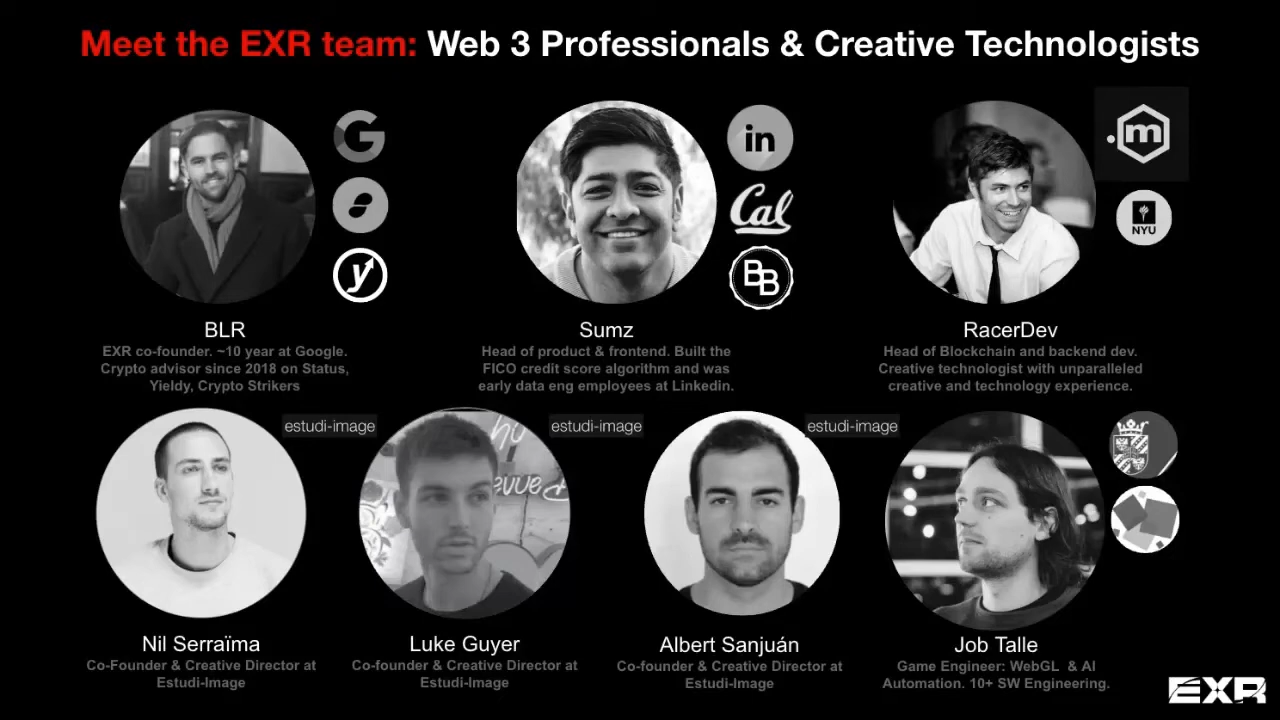 Meet the EXR team: Web 3 Professionals & Creative Technologists
G
in
Cal
BB
y
m
NYU
BLR
EXR co-founder. ~10 year at Google.
Crypto advisor since 2018 on Status,
Yieldy, Crypto Strikers
Sumz
Head of product & frontend. Built the
FICO credit score algorithm and was
early data eng employees at Linkedin.
RacerDev
Head of Blockchain and backend dev.
Creative technologist with unparalleled
creative and technology experience.
estudi-image
estudi-image
estudi-image
Nil Serraïma
Co-Founder & Creative Director at
Estudi-Image
Luke Guyer
Co-founder & Creative Director at
Estudi-Image
Albert Sanjuán
Co-founder & Creative Director at
Estudi-Image
Job Talle
Game Engineer: WebGL & AI
Automation. 10+ SW Engineering.
EXR